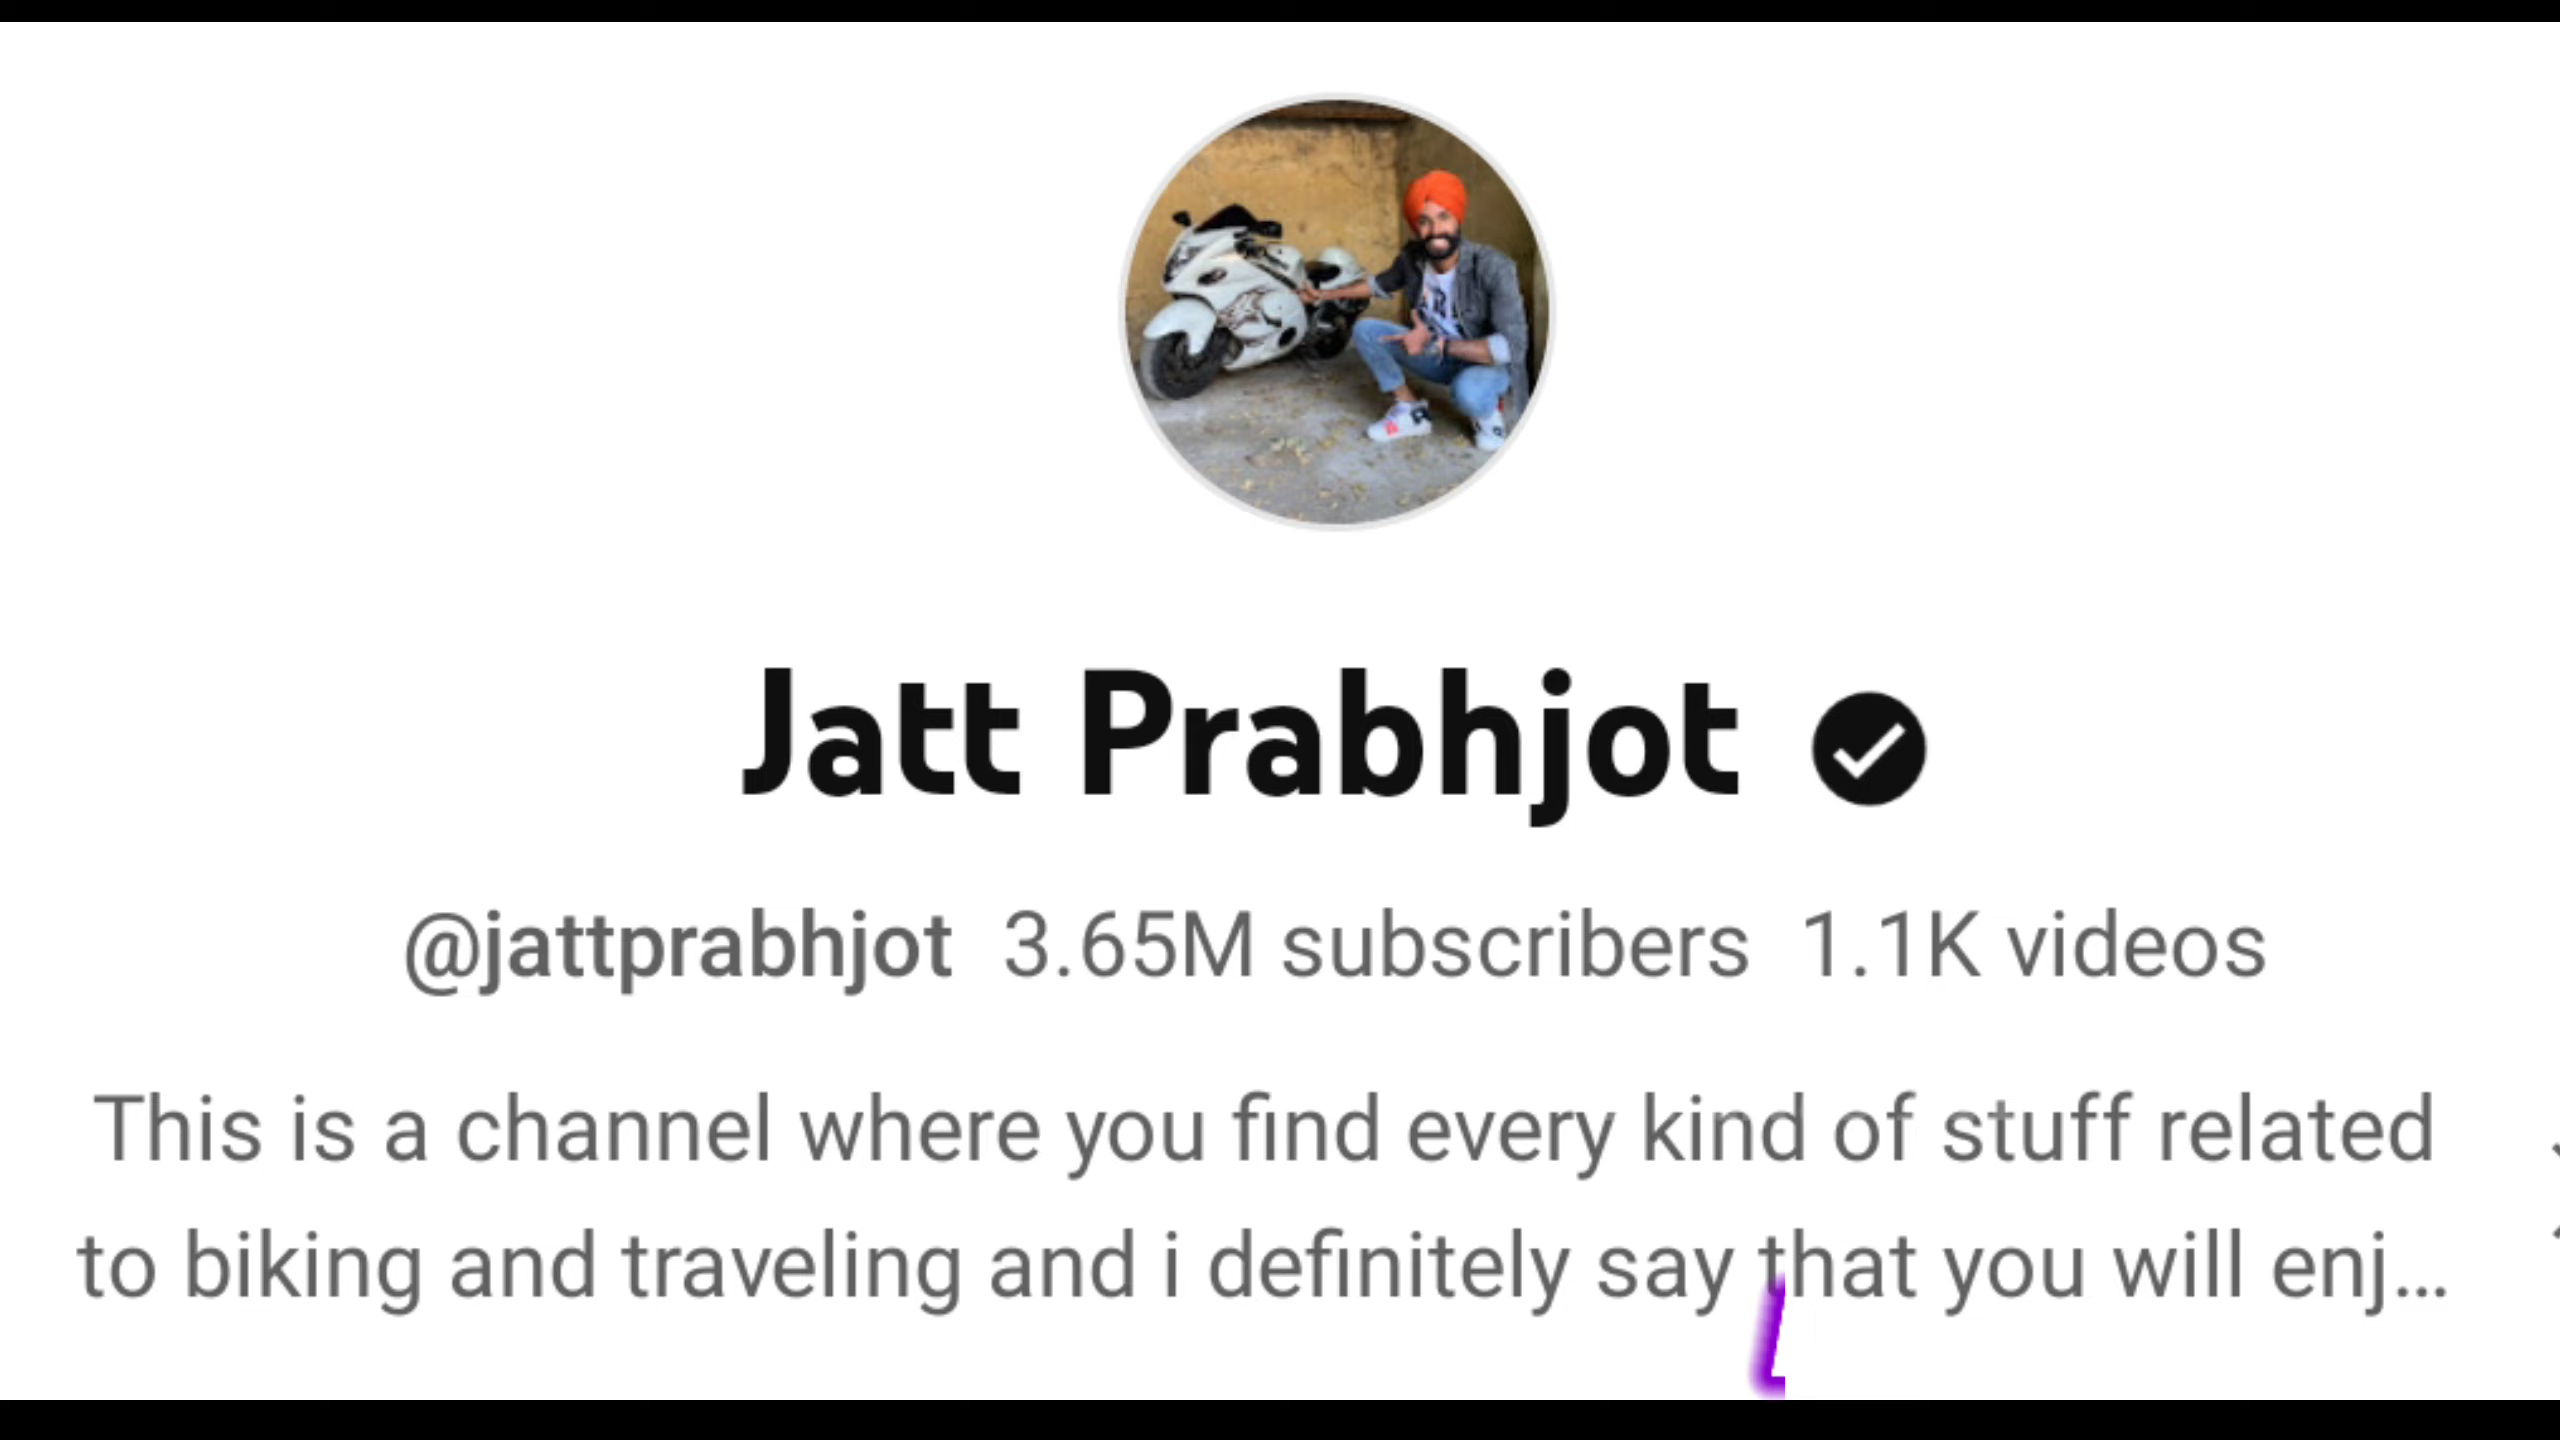 Jatt Prabhjot
@jattprabhjot 3.65M subscribers 1.1K videos
This is a channel where you find every kind of stuff related
to biking and traveling and i definitely say that you will enj...